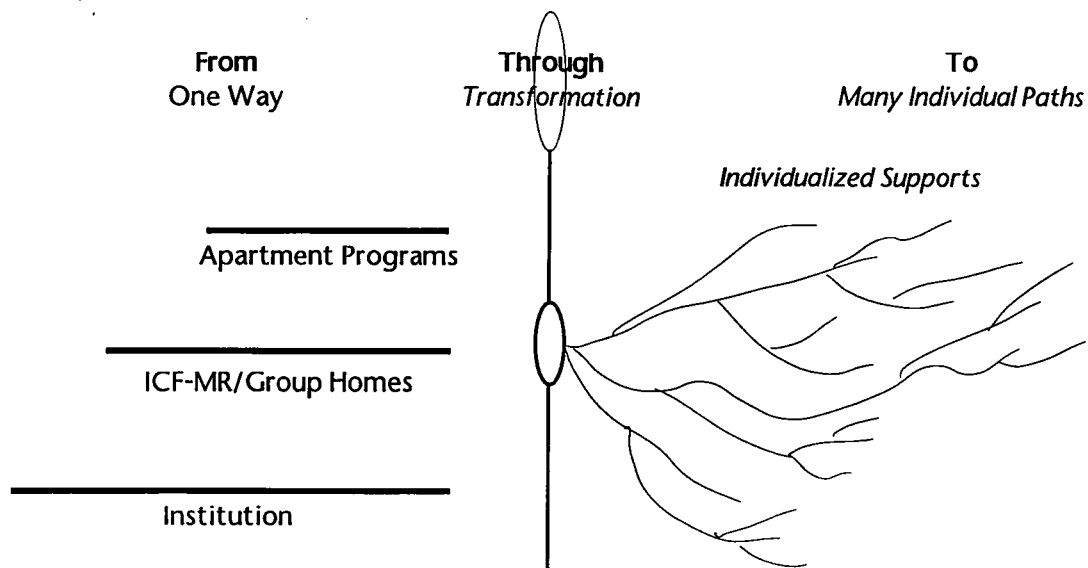 From
One Way
Through
Transformation
To
Many Individual Paths
Individualized Supports
Apartment Programs
ICF-MR/Group Homes
Institution